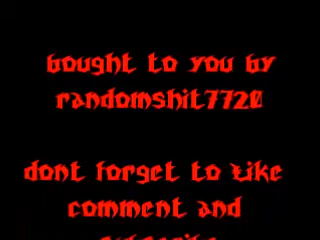 bought to you by
randomshit7720
dont forget to like
comment and